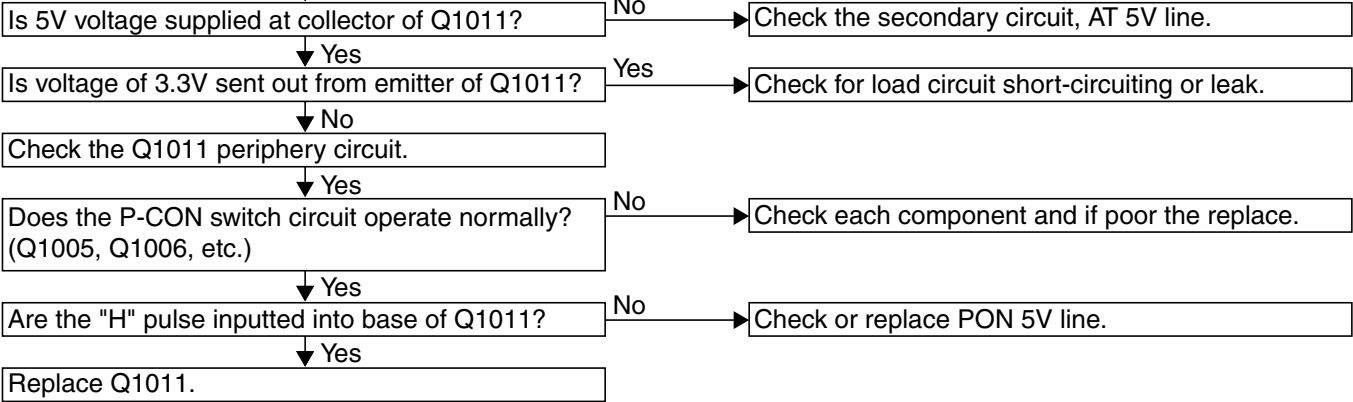 Is 5V voltage supplied at collector of Q1011?
No
Check the secondary circuit, AT 5V line.
Yes
Is voltage of 3.3V sent out from emitter of Q1011?
Yes
Check for load circuit short-circuiting or leak.
No
Check the Q1011 periphery circuit.
Yes
Does the P-CON switch circuit operate normally?
(Q1005, Q1006, etc.)
No
Check each component and if poor the replace.
Yes
Are the "H" pulse inputted into base of Q1011?
No
Check or replace PON 5V line.
Yes
Replace Q1011.